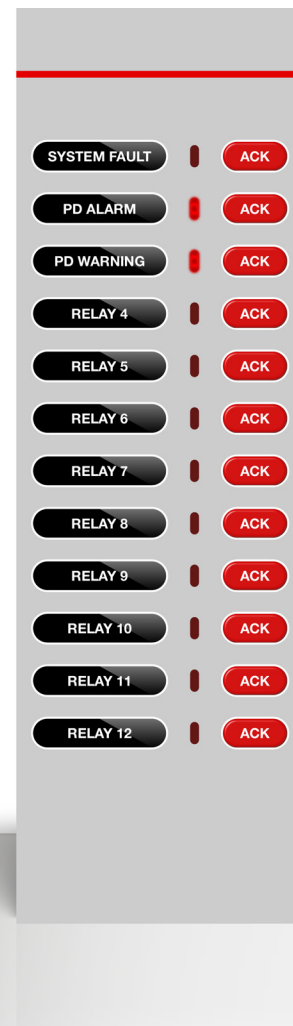 SYSTEM FAULT ACK
PD ALARM ACK
PD WARNING ACK
RELAY 4 ACK
RELAY 5 ACK
RELAY 6 ACK
RELAY 7 ACK
RELAY 8 ACK
RELAY 9 ACK
RELAY 10 ACK
RELAY 11 ACK
RELAY 12 ACK